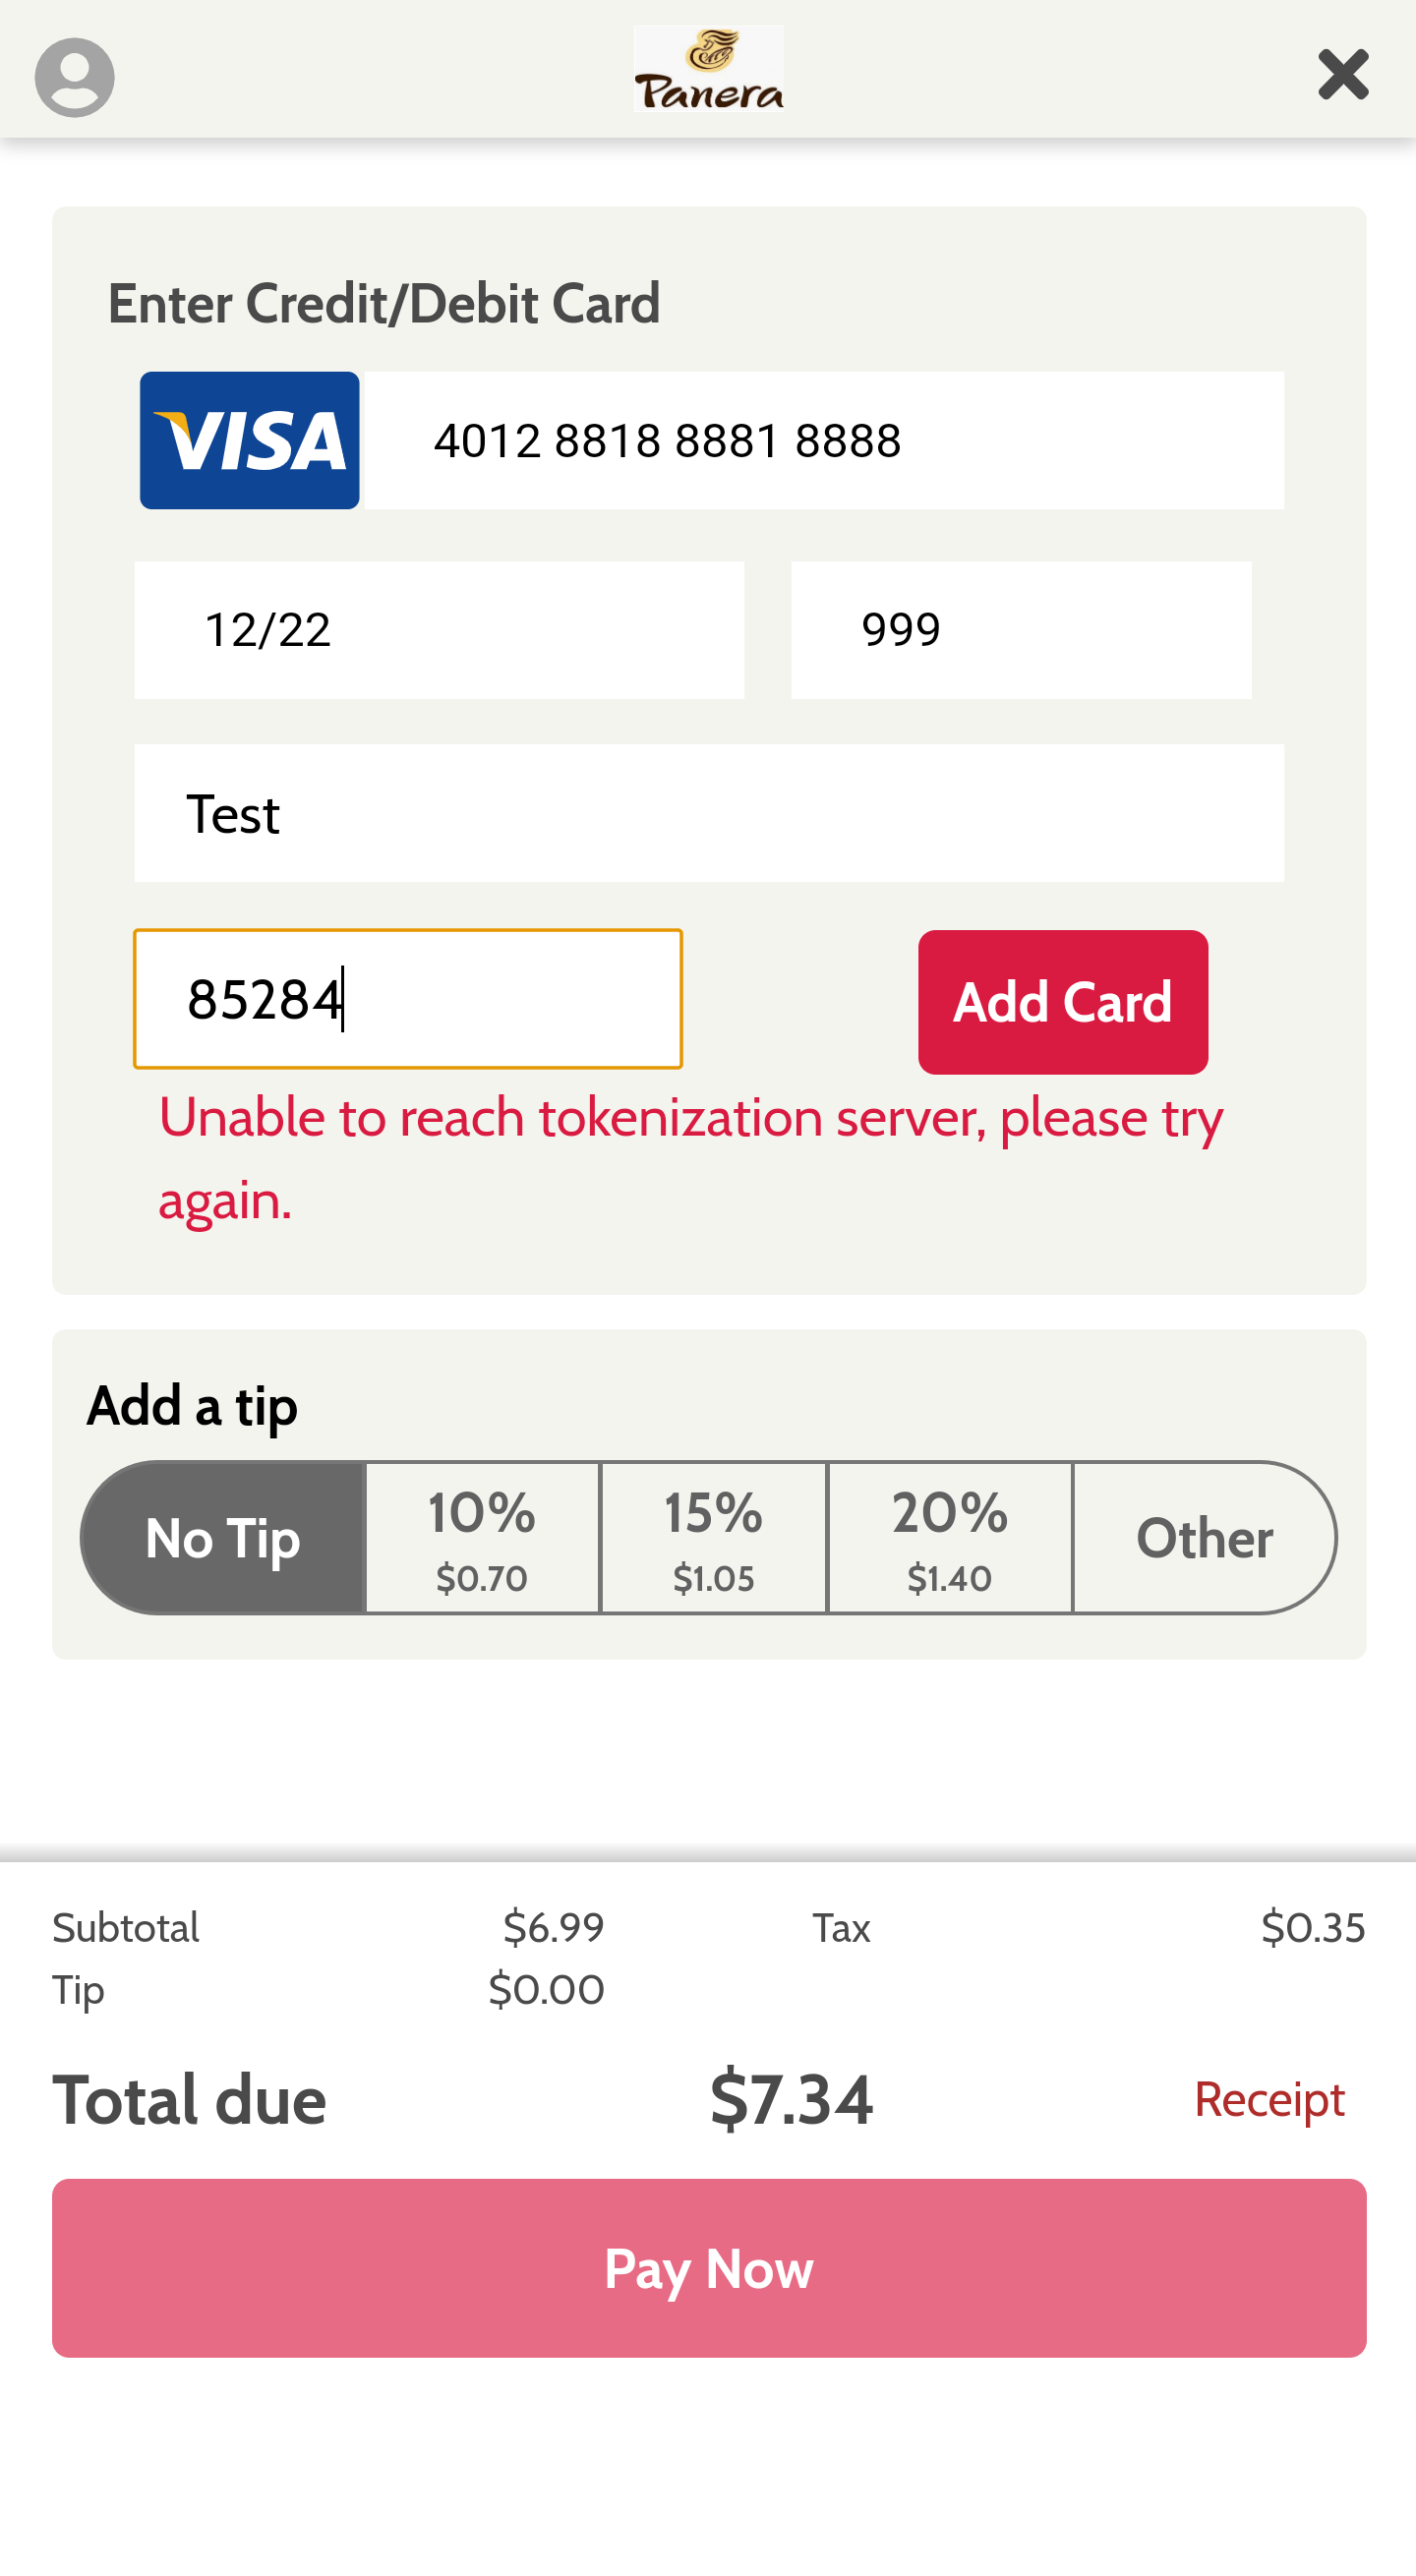 Panera
Enter Credit/Debit Card
VISA 4012 8818 8881 8888
12/22 999
Test
85284 Add Card
Unable to reach tokenization server, please try
again.
Add a tip
No Tip 10% 15% 20% Other
$0.70 $1.05 $1.40
Subtotal $6.99 Tax $0.35
Tip $0.00
Total due $7.34 Receipt
Pay Now